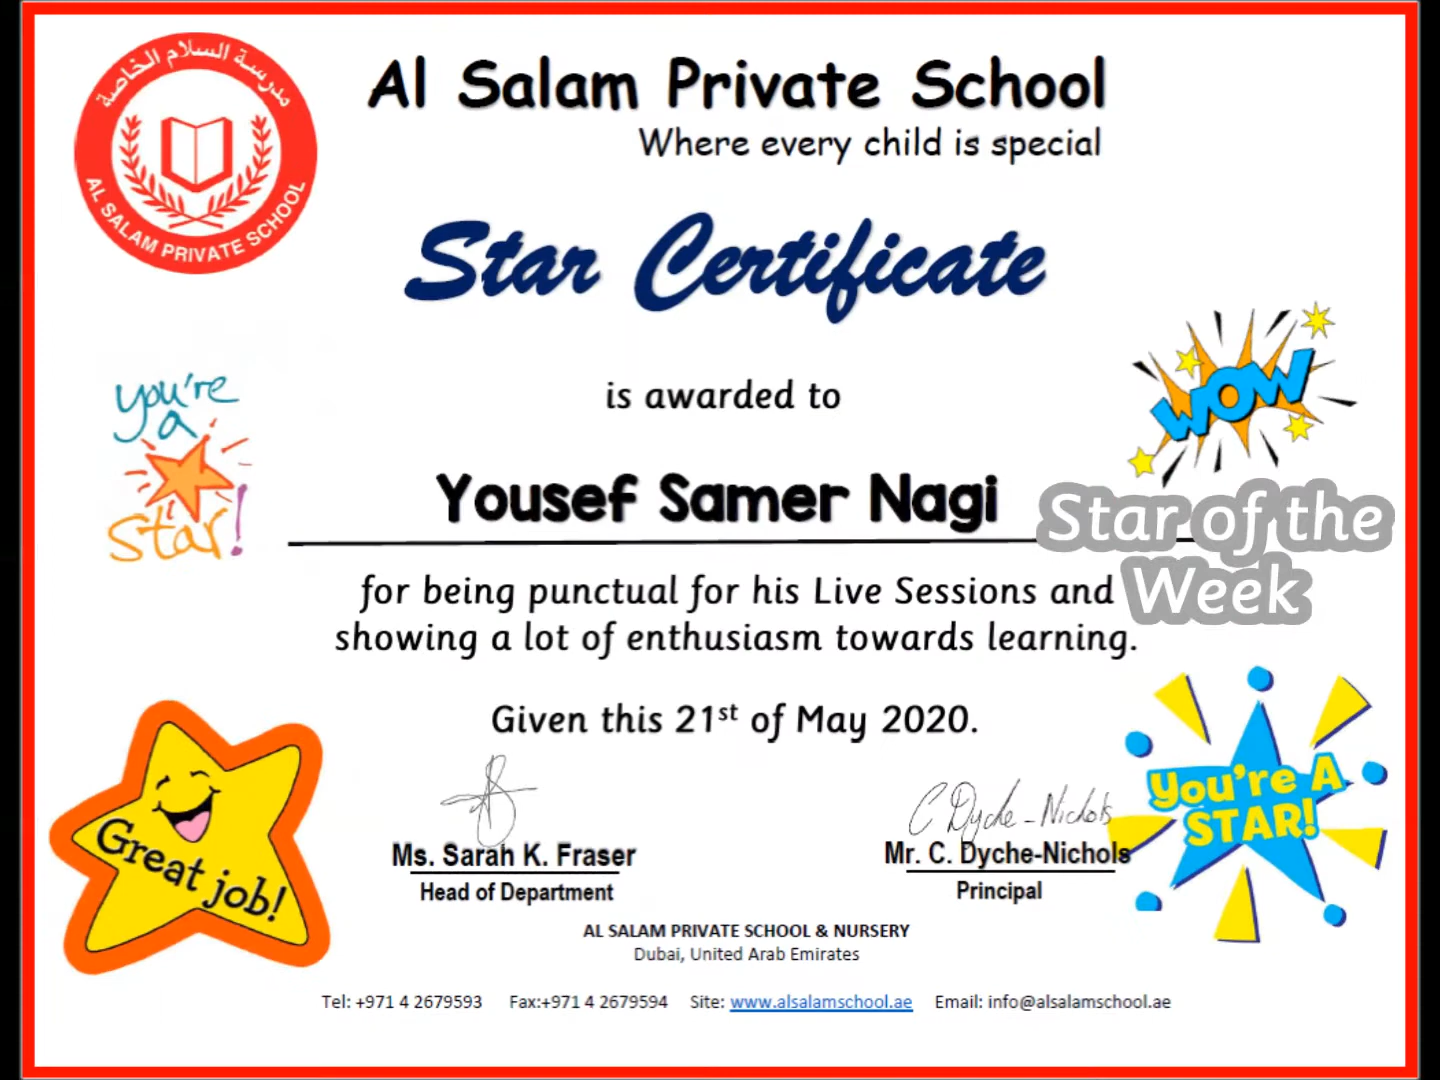 مدرسة السلام الخاصة
AL SALAM PRIVATE SCHOOL
Al Salam Private School
Where every child is special
Star Certificate
you're
a
star!
is awarded to
WOW
Yousef Samer Nagi
Star of the
Week
for being punctual for his Live Sessions and
showing a lot of enthusiasm towards learning.
Given this 21st of May 2020.
Great job!
C Dyche-Nichols
You're A
STAR!
Ms. Sarah K. Fraser
Head of Department
Mr. C. Dyche-Nichols
Principal
AL SALAM PRIVATE SCHOOL & NURSERY
Dubai, United Arab Emirates
Tel: +971 4 2679593 Fax:+971 4 2679594 Site: www.alsalamschool.ae Email: info@alsalamschool.ae